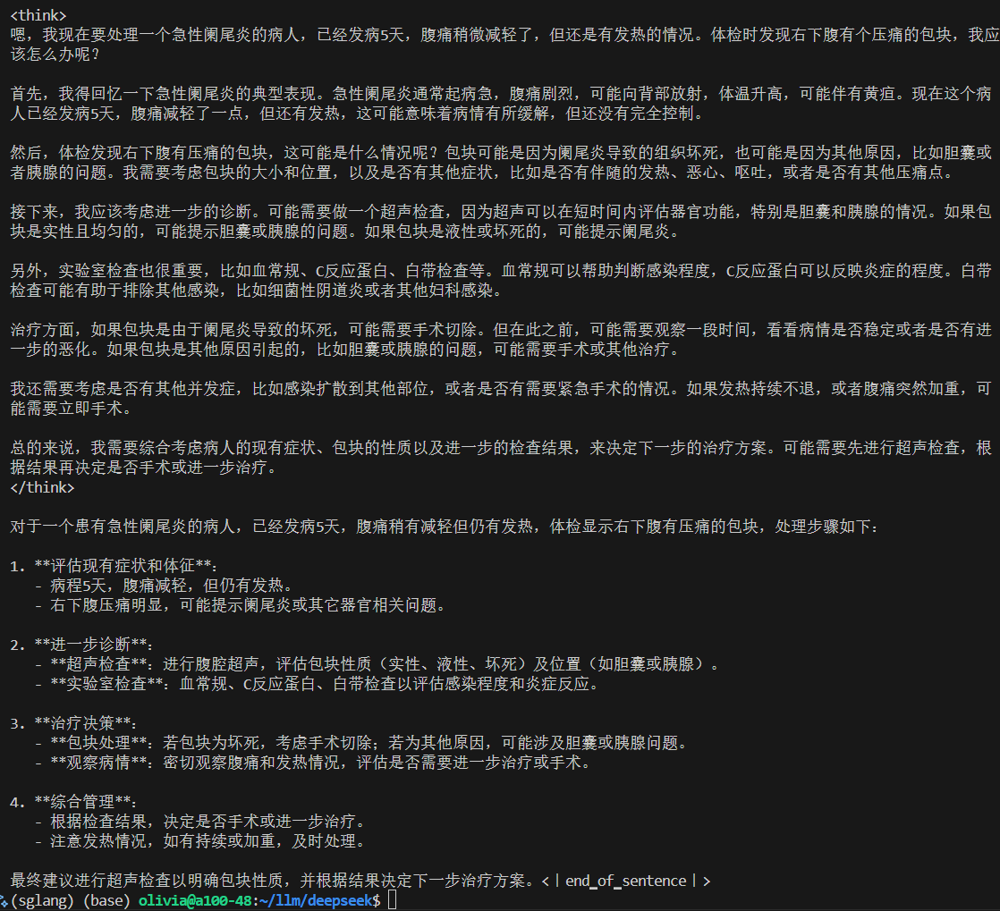 <think>
嗯，我现在要处理一个急性阑尾炎的病人，已经发病5天，腹痛稍微减轻了，但还是有发热的情况。体检时发现右下腹有个压痛的包块，我应
该怎么办呢？
首先，我得回忆一下急性阑尾炎的典型表现。急性阑尾炎通常起病急，腹痛剧烈，可能向背部放射，体温升高，可能伴有黄疸。现在这个病
人已经发病5天，腹痛减轻了一点，但还有发热，这可能意味着病情有所缓解，但还没有完全控制。
然后，体检发现右下腹有压痛的包块，这可能是什么情况呢？包块可能是因为阑尾炎导致的组织坏死，也可能是因为其他原因，比如胆囊或
者胰腺的问题。我需要考虑包块的大小和位置，以及是否有其他症状，比如是否有伴随的发热、恶心、呕吐，或者是否有其他压痛点。
接下来，我应该考虑进一步的诊断。可能需要做一个超声检查，因为超声可以在短时间内评估器官功能，特别是胆囊和胰腺的情况。如果包
块是实性且均匀的，可能提示胆囊或胰腺的问题。如果包块是液性或坏死的，可能提示阑尾炎。
另外，实验室检查也很重要，比如血常规、C反应蛋白、白带检查等。血常规可以帮助判断感染程度，C反应蛋白可以反映炎症的程度。白带
检查可能有助于排除其他感染，比如细菌性阴道炎或者其他妇科感染。
治疗方面，如果包块是由于阑尾炎导致的坏死，可能需要手术切除。但在此之前，可能需要观察一段时间，看看病情是否稳定或者是否有进
一步的恶化。如果包块是其他原因引起的，比如胆囊或胰腺的问题，可能需要手术或其他治疗。
我还需要考虑是否有其他并发症，比如感染扩散到其他部位，或者是否有需要紧急手术的情况。如果发热持续不退，或者腹痛突然加重，可
能需要立即手术。
总的来说，我需要综合考虑病人的现有症状、包块的性质以及进一步的检查结果，来决定下一步的治疗方案。可能需要先进行超声检查，根
据结果再决定是否手术或进一步治疗。
</think>
对于一个患有急性阑尾炎的病人，已经发病5天，腹痛稍有减轻但仍有发热，体检显示右下腹有压痛的包块，处理步骤如下：
1. **评估现有症状和体征**：
- 病程5天，腹痛减轻，但仍有发热。
- 右下腹压痛明显，可能提示阑尾炎或其它器官相关问题。
2. **进一步诊断**：
- **超声检查**：进行腹腔超声，评估包块性质（实性、液性、坏死）及位置（如胆囊或胰腺）。
- **实验室检查**：血常规、C反应蛋白、白带检查以评估感染程度和炎症反应。
3. **治疗决策**：
- **包块处理**：若包块为坏死，考虑手术切除；若为其他原因，可能涉及胆囊或胰腺问题。
- **观察病情**：密切观察腹痛和发热情况，评估是否需要进一步治疗或手术。
4. **综合管理**：
- 根据检查结果，决定是否手术或进一步治疗。
- 注意发热情况，如有持续或加重，及时处理。
最终建议进行超声检查以明确包块性质，并根据结果决定下一步治疗方案。<｜end▁of▁sentence｜>
(sglang) (base) olivia@a100-48:~/llm/deepseek$